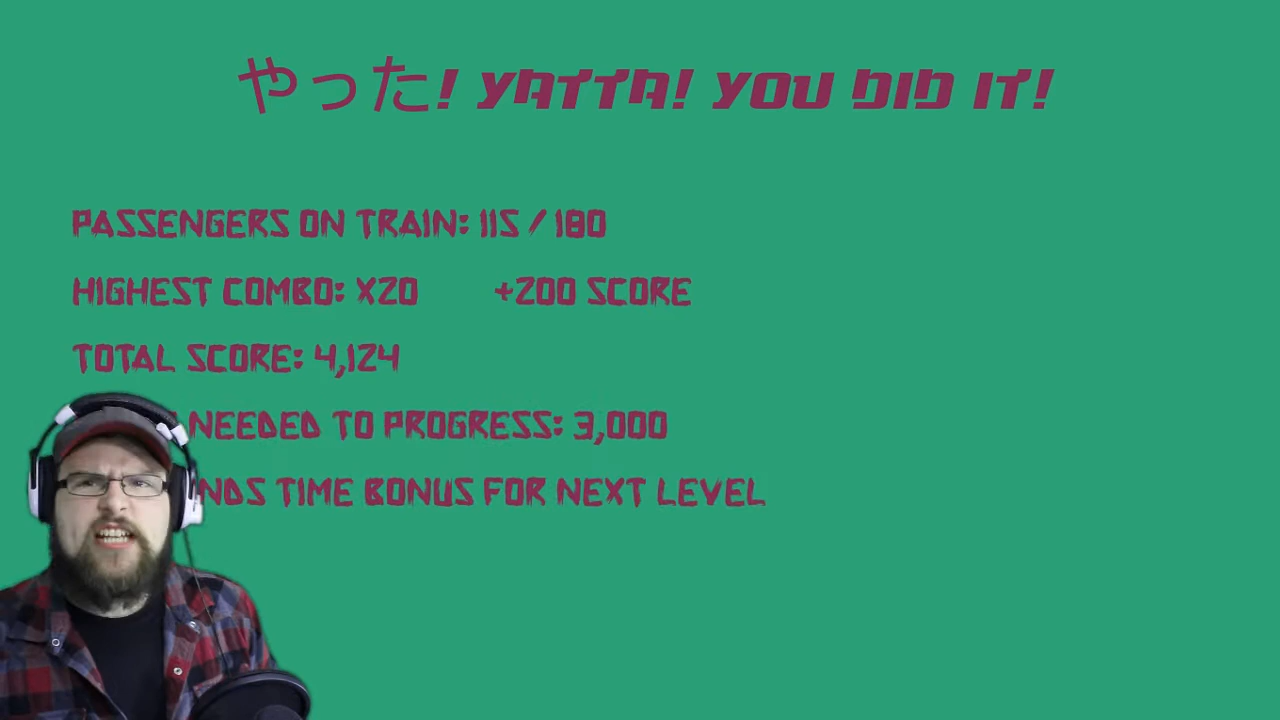 やった! YATTA! YOU DID IT!
PASSENGERS ON TRAIN: 115 / 180
HIGHEST COMBO: X20 +200 SCORE
TOTAL SCORE: 4,124
NEEDED TO PROGRESS: 3,000
TIME BONUS FOR NEXT LEVEL